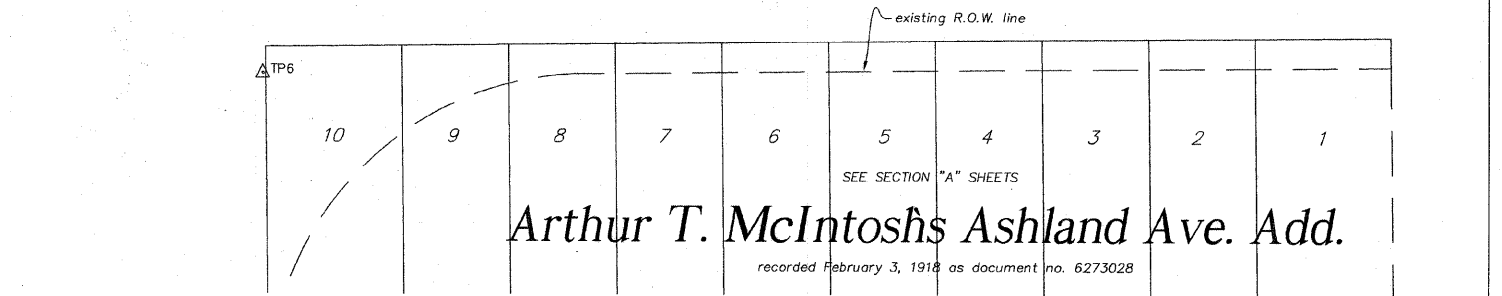 existing R.O.W. line
TP6
10 9 8 7 6 5 4 3 2 1
SEE SECTION "A" SHEETS
Arthur T. McIntosh's Ashland Ave. Add.
recorded February 3, 1918 as document no. 6273028